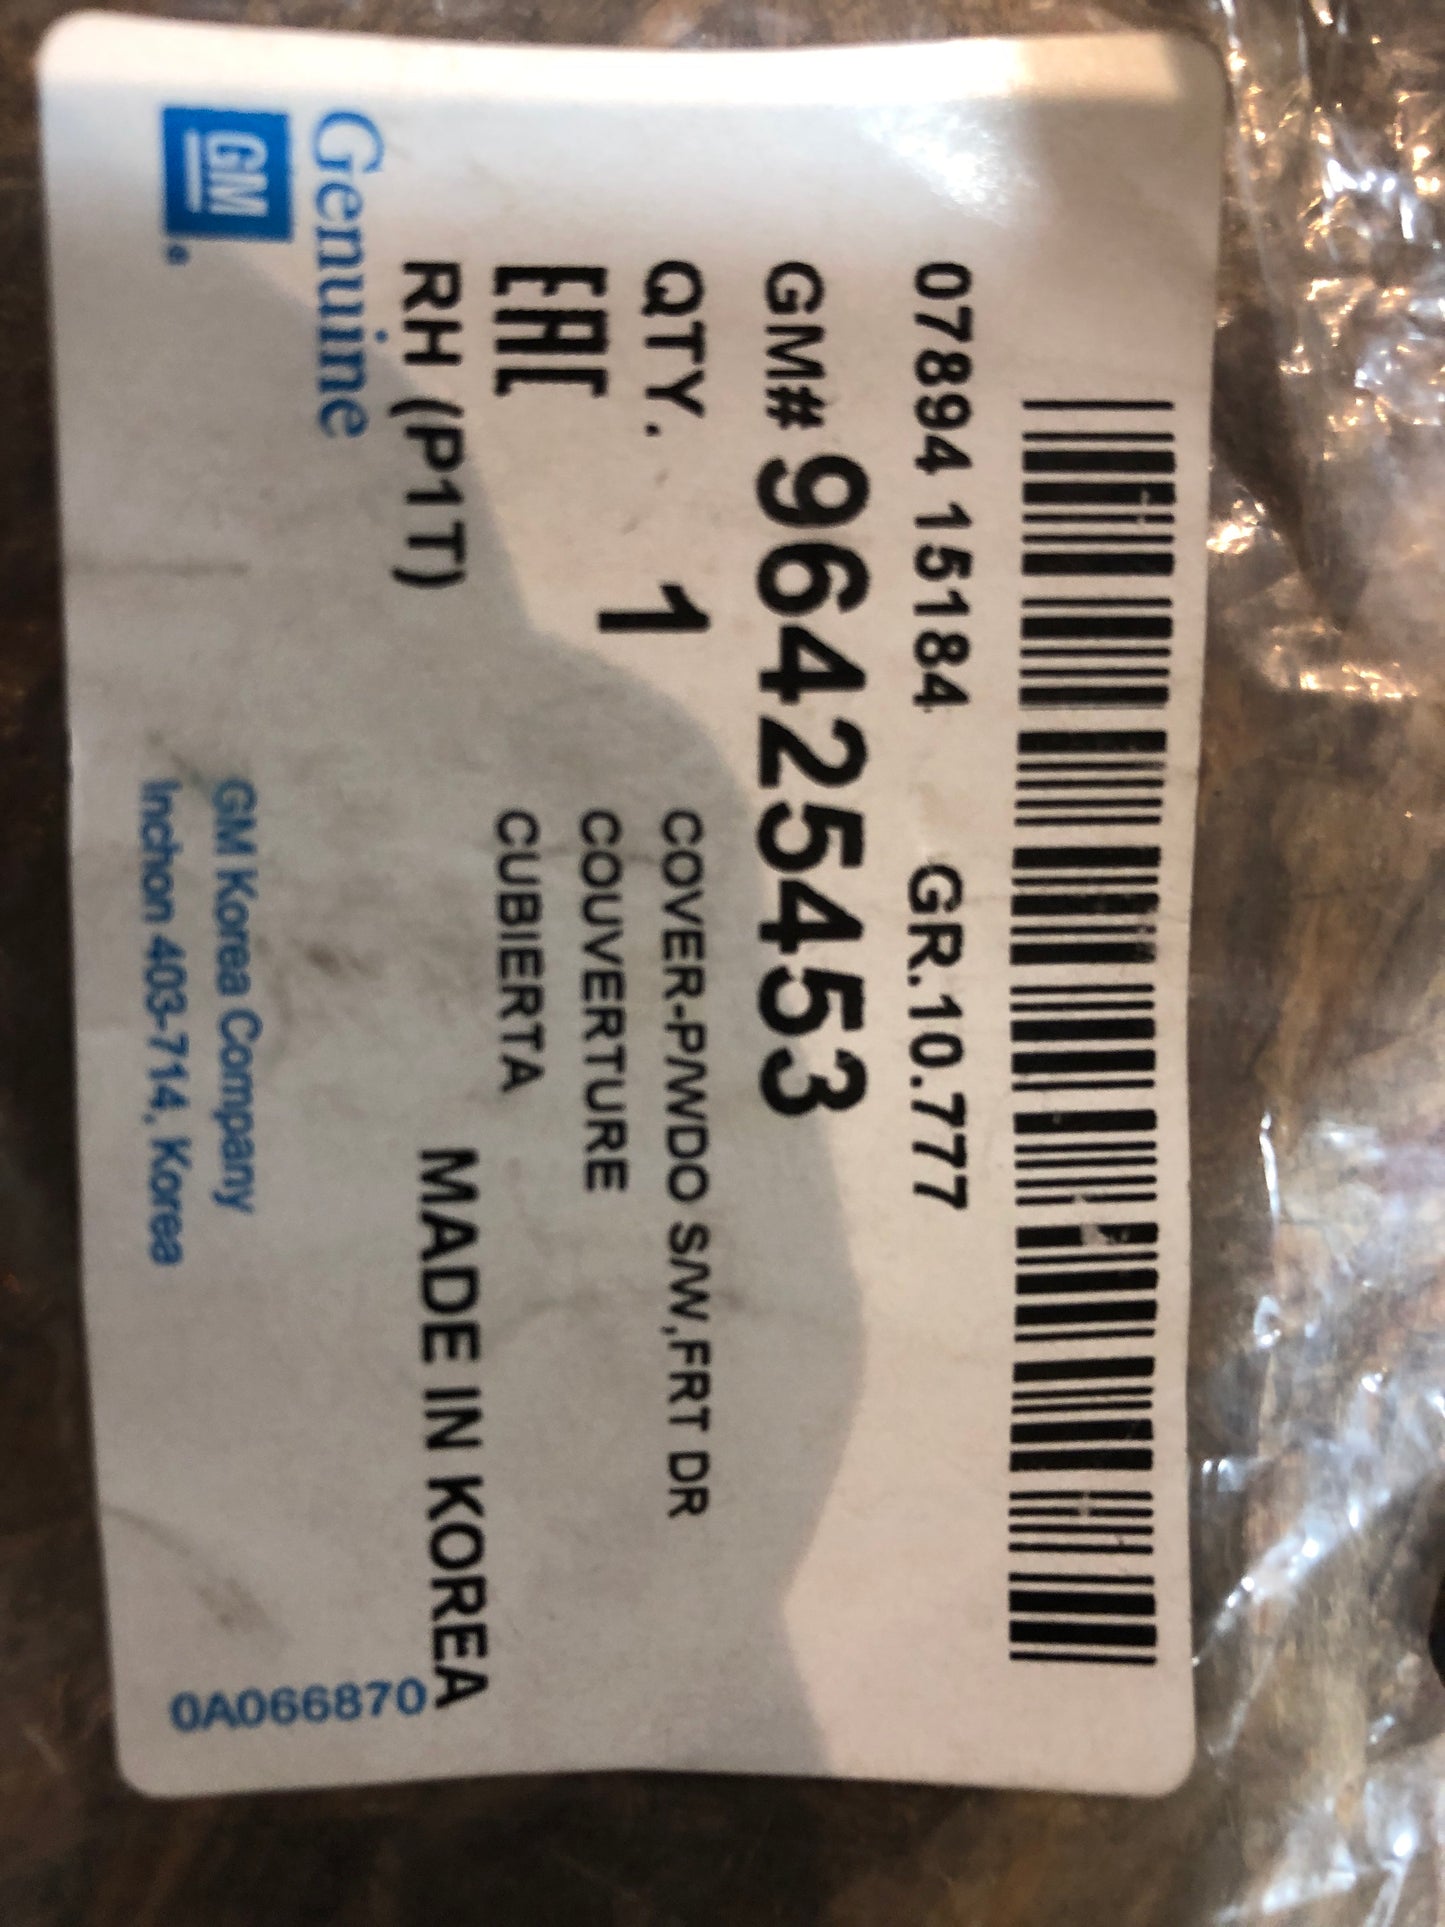 07894 15184 GR.10.777
GM# 96425453
QTY. 1 COVER-P/WDO S/W,FRT DR
COUVERTURE
EAC CUBIERTA
RH (P1T) MADE IN KOREA
Genuine
GM®
GM Korea Company
Inchon 403-714, Korea
0A066870